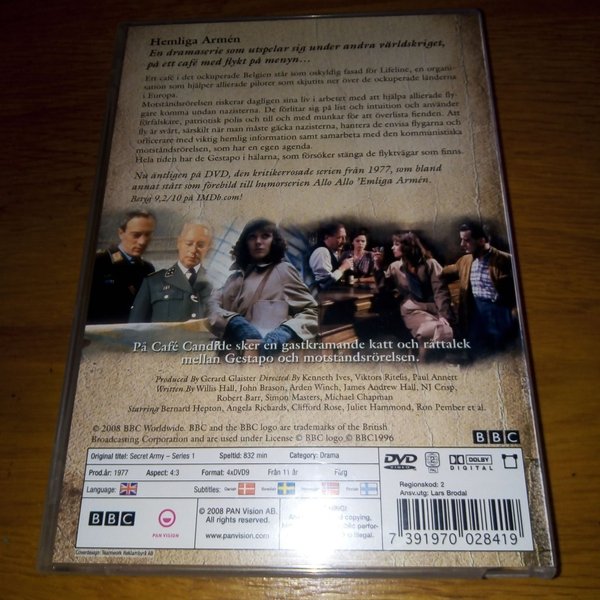 Hemliga Armén
En dramaserie som utspelar sig under andra världskriget,
på ett café med flykt på menyn...
Ett café i det ockuperade Belgien står som oskyldig fasad för Lifeline, en organi-
sation som hjälper allierade piloter som skjutits ner över de ockuperade länderna
i Europa.
Motståndsrörelsen riskerar dagligen sina liv i arbetet med att hjälpa allierade fly-
gare komma undan nazisterna. De förlitar sig på list och intuition och använder
förfalskare, patriotisk polis och till och med munkar för att överlista fienden. Att
fly är svårt, särskilt när man måste gäcka nazisterna, hantera de envisa flygarna och
officerare med viktig hemlig information samt samarbeta med den kommunistiska
motståndsrörelsen, som har en egen agenda.
Hela tiden har de Gestapo i hälarna, som försöker stänga de flyktvägar som finns.
Nu äntligen på DVD, den kritikerrosade serien från 1977, som bland
annat stått som förebild till humorserien Allo Allo 'Emliga Armén.
Betyg 9,2/10 på IMDb.com!
På Café Candide sker en gastkramande katt och råttalek
mellan Gestapo och motståndsrörelsen.
Produced By Gerard Glaister Directed By Kenneth Ives, Viktors Ritelis, Paul Annett
Written By Willis Hall, John Brason, Arden Winch, James Andrew Hall, NJ Crisp,
Robert Barr, Simon Masters, Michael Chapman
Starring Bernard Hepton, Angela Richards, Clifford Rose, Juliet Hammond, Ron Pember et al.
© 2008 BBC Worldwide. BBC and the BBC logo are trademarks of the British
Broadcasting Corporation and are used under License © BBC logo © BBC1996
BBC
Original titel: Secret Army – Series 1 Speltid: 832 min Category: Drama
Prod.år: 1977 Aspect: 4:3 Format: 4xDVD9 Från 11 år Färg
Language: Subtitles: Danish Swedish Finnish
DVD VIDEO DOLBY DIGITAL
Regionskod: 2
Ansv.utg: Lars Brodal
BBC PAN VISION
© 2008 PAN Vision AB.
All rights reserved.
www.panvision.com
7 391970 028419
Coverdesign: Teamwork Reklambyrå AB